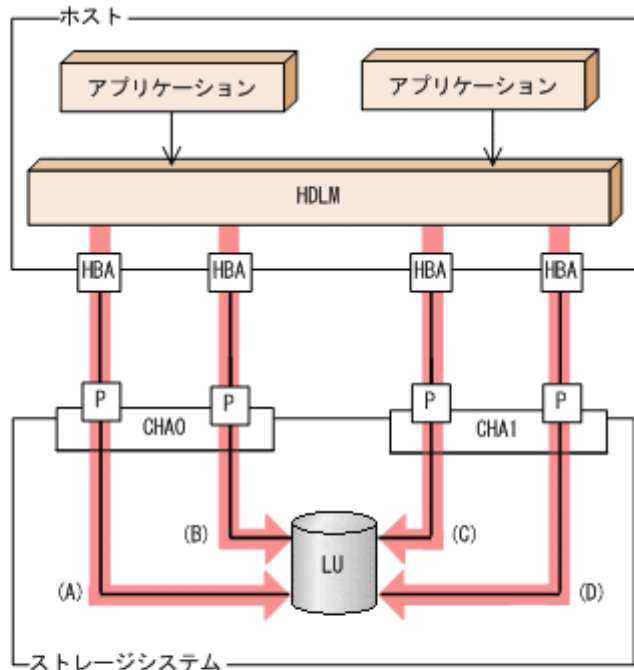 ホスト
アプリケーション
アプリケーション
HDLM
HBA
HBA
HBA
HBA
P
P
P
P
CHA0
CHA1
(B)
(C)
LU
(A)
(D)
ストレージシステム